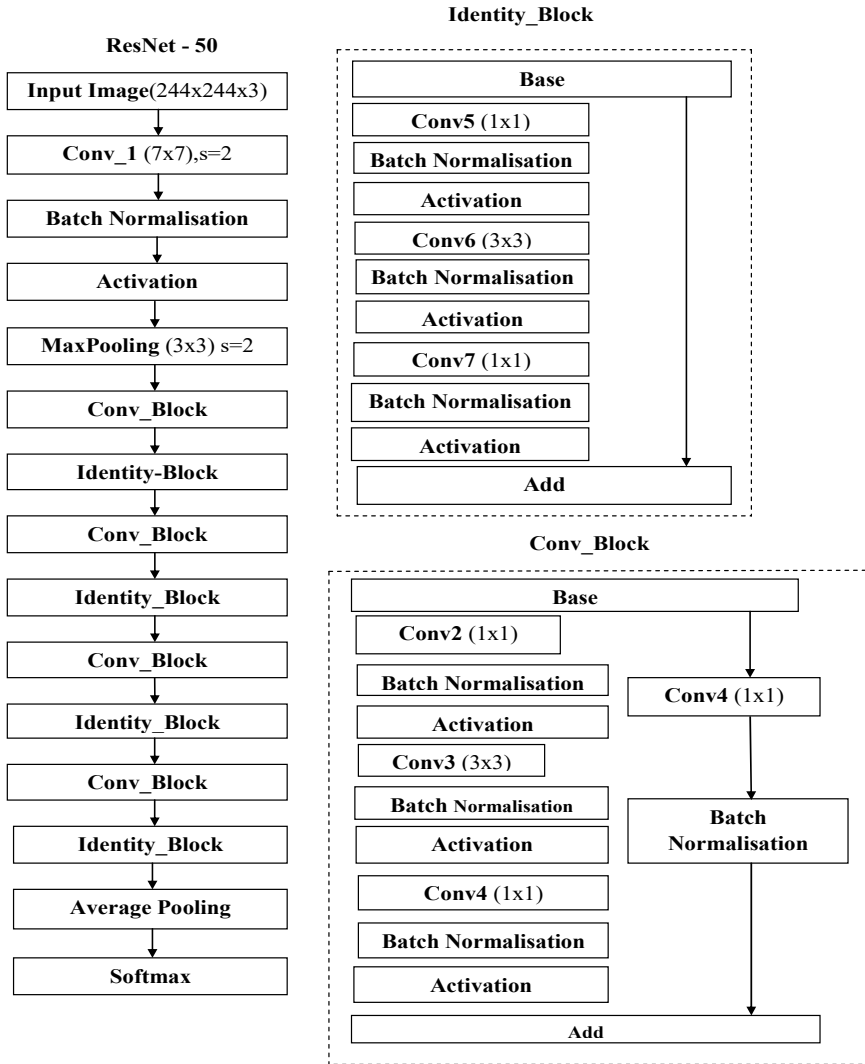 ResNet - 50
Input Image(244x244x3)
Conv_1 (7x7),s=2
Batch Normalisation
Activation
MaxPooling (3x3) s=2
Conv_Block
Identity-Block
Conv_Block
Identity_Block
Conv_Block
Identity_Block
Conv_Block
Identity_Block
Average Pooling
Softmax
Identity_Block
Base
Conv5 (1x1)
Batch Normalisation
Activation
Conv6 (3x3)
Batch Normalisation
Activation
Conv7 (1x1)
Batch Normalisation
Activation
Add
Conv_Block
Base
Conv2 (1x1)
Batch Normalisation
Activation
Conv3 (3x3)
Batch Normalisation
Activation
Conv4 (1x1)
Batch Normalisation
Activation
Conv4 (1x1)
Batch
Normalisation
Add